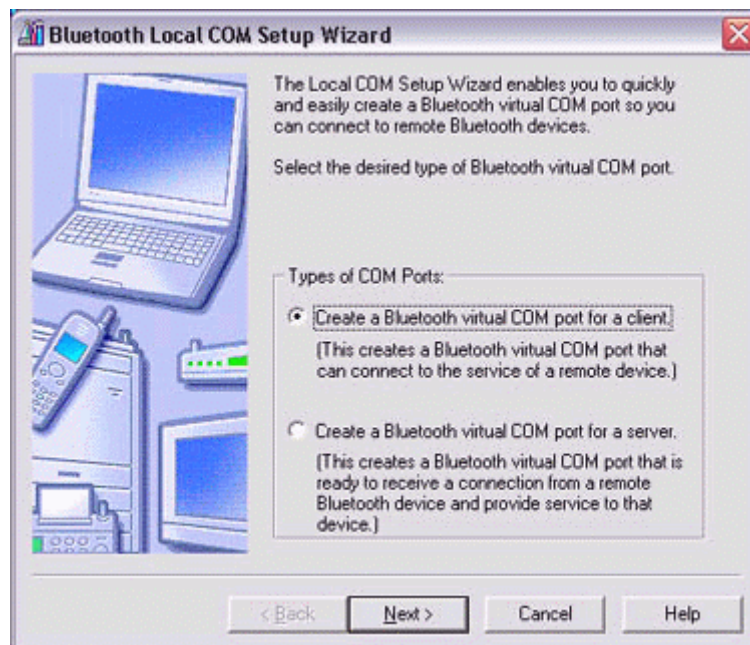 Bluetooth Local COM Setup Wizard
The Local COM Setup Wizard enables you to quickly
and easily create a Bluetooth virtual COM port so you
can connect to remote Bluetooth devices.
Select the desired type of Bluetooth virtual COM port.
Types of COM Ports:
Create a Bluetooth virtual COM port for a client.
(This creates a Bluetooth virtual COM port that
can connect to the service of a remote device.)
Create a Bluetooth virtual COM port for a server.
(This creates a Bluetooth virtual COM port that is
ready to receive a connection from a remote
Bluetooth device and provide service to that
device.)
< Back
Next >
Cancel
Help